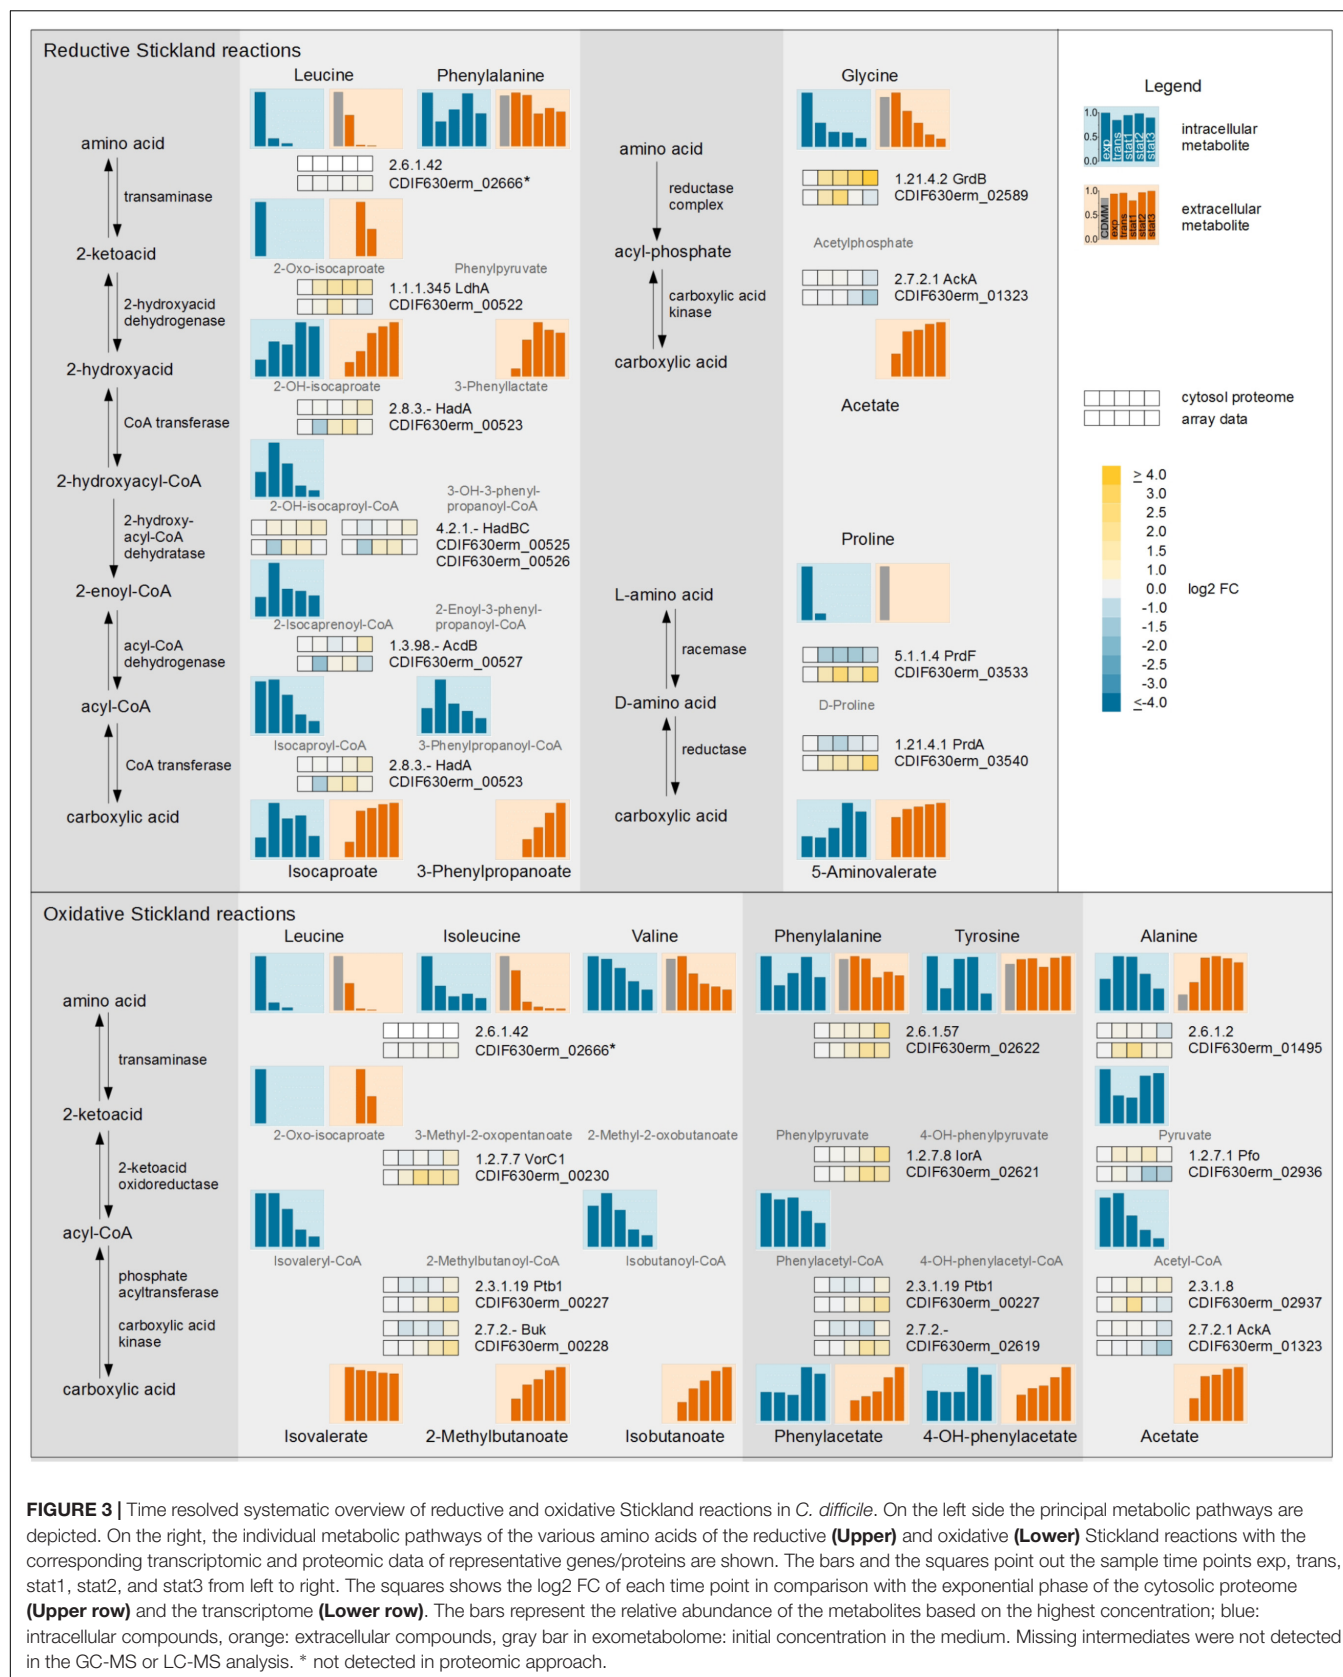 Reductive Stickland reactions
Leucine
Phenylalanine
Glycine
Legend
amino acid
transaminase
2-ketoacid
2-hydroxyacid
dehydrogenase
2-hydroxyacid
CoA transferase
2-hydroxyacyl-CoA
2-hydroxy-
acyl-CoA
dehydratase
2-enoyl-CoA
acyl-CoA
dehydrogenase
acyl-CoA
CoA transferase
carboxylic acid
2.6.1.42
CDIF630erm_02666*
2-Oxo-isocaproate
Phenylpyruvate
1.1.1.345 LdhA
CDIF630erm_00522
2-OH-isocaproate
3-Phenyllactate
2.8.3.- HadA
CDIF630erm_00523
2-OH-isocaproyl-CoA
3-OH-3-phenyl-
propanoyl-CoA
4.2.1.- HadBC
CDIF630erm_00525
CDIF630erm_00526
2-Isocaprenoyl-CoA
2-Enoyl-3-phenyl-
propanoyl-CoA
1.3.98.- AcdB
CDIF630erm_00527
Isocaproyl-CoA
3-Phenylpropanoyl-CoA
2.8.3.- HadA
CDIF630erm_00523
Isocaproate
3-Phenylpropanoate
amino acid
reductase
complex
acyl-phosphate
carboxylic acid
kinase
carboxylic acid
1.21.4.2 GrdB
CDIF630erm_02589
Acetylphosphate
2.7.2.1 AckA
CDIF630erm_01323
Acetate
Proline
L-amino acid
racemase
D-amino acid
reductase
carboxylic acid
5.1.1.4 PrdF
CDIF630erm_03533
D-Proline
1.21.4.1 PrdA
CDIF630erm_03540
5-Aminovalerate
1.0
0.5
0.0
exp
trans
stat1
stat2
stat3
intracellular
metabolite
1.0
0.5
0.0
CDMM
exp
trans
stat1
stat2
stat3
extracellular
metabolite
cytosol proteome
array data
≥ 4.0
3.0
2.0
1.5
1.0
0.0
-1.0
-1.5
-2.0
-2.5
-3.0
≤-4.0
log2 FC
Oxidative Stickland reactions
Leucine
Isoleucine
Valine
Phenylalanine
Tyrosine
Alanine
amino acid
transaminase
2-ketoacid
2-ketoacid
oxidoreductase
acyl-CoA
phosphate
acyltransferase
carboxylic acid
kinase
carboxylic acid
2.6.1.42
CDIF630erm_02666*
2.6.1.57
CDIF630erm_02622
2.6.1.2
CDIF630erm_01495
2-Oxo-isocaproate
3-Methyl-2-oxopentanoate
2-Methyl-2-oxobutanoate
Phenylpyruvate
4-OH-phenylpyruvate
Pyruvate
1.2.7.7 VorC1
CDIF630erm_00230
1.2.7.8 IorA
CDIF630erm_02621
1.2.7.1 Pfo
CDIF630erm_02936
Isovaleryl-CoA
2-Methylbutanoyl-CoA
Isobutanoyl-CoA
Phenylacetyl-CoA
4-OH-phenylacetyl-CoA
Acetyl-CoA
2.3.1.19 Ptb1
CDIF630erm_00227
2.7.2.- Buk
CDIF630erm_00228
2.3.1.19 Ptb1
CDIF630erm_00227
2.7.2.-
CDIF630erm_02619
2.3.1.8
CDIF630erm_02937
2.7.2.1 AckA
CDIF630erm_01323
Isovalerate
2-Methylbutanoate
Isobutanoate
Phenylacetate
4-OH-phenylacetate
Acetate
FIGURE 3 | Time resolved systematic overview of reductive and oxidative Stickland reactions in C. difficile. On the left side the principal metabolic pathways are
depicted. On the right, the individual metabolic pathways of the various amino acids of the reductive (Upper) and oxidative (Lower) Stickland reactions with the
corresponding transcriptomic and proteomic data of representative genes/proteins are shown. The bars and the squares point out the sample time points exp, trans,
stat1, stat2, and stat3 from left to right. The squares shows the log2 FC of each time point in comparison with the exponential phase of the cytosolic proteome
(Upper row) and the transcriptome (Lower row). The bars represent the relative abundance of the metabolites based on the highest concentration; blue:
intracellular compounds, orange: extracellular compounds, gray bar in exometabolome: initial concentration in the medium. Missing intermediates were not detected
in the GC-MS or LC-MS analysis. * not detected in proteomic approach.